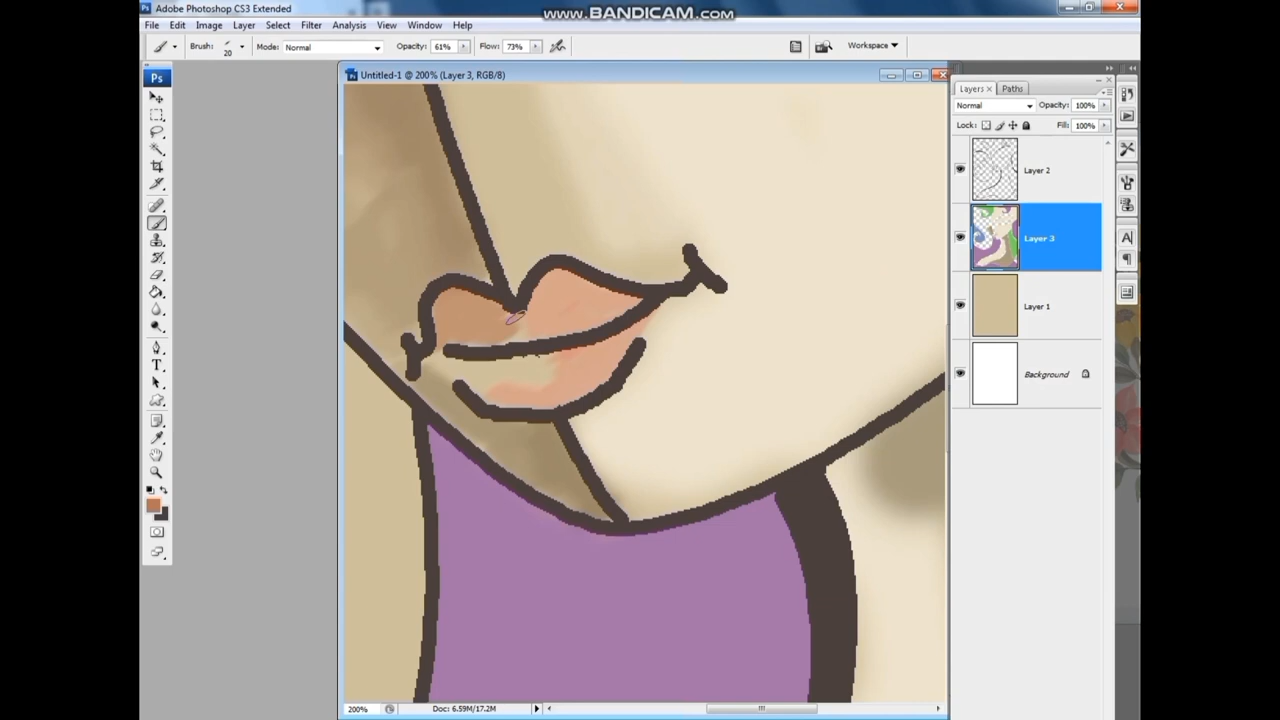 Adobe Photoshop CS3 Extended
www.BANDICAM.com
File Edit Image Layer Select Filter Analysis View Window Help
Brush: 20 Mode: Normal Opacity: 61% Flow: 73% Workspace
Ps
Untitled-1 @ 200% (Layer 3, RGB/8)
Layers Paths
Normal Opacity: 100%
Lock: Fill: 100%
Layer 2
Layer 3
Layer 1
Background
200% Doc: 6.59M/17.2M